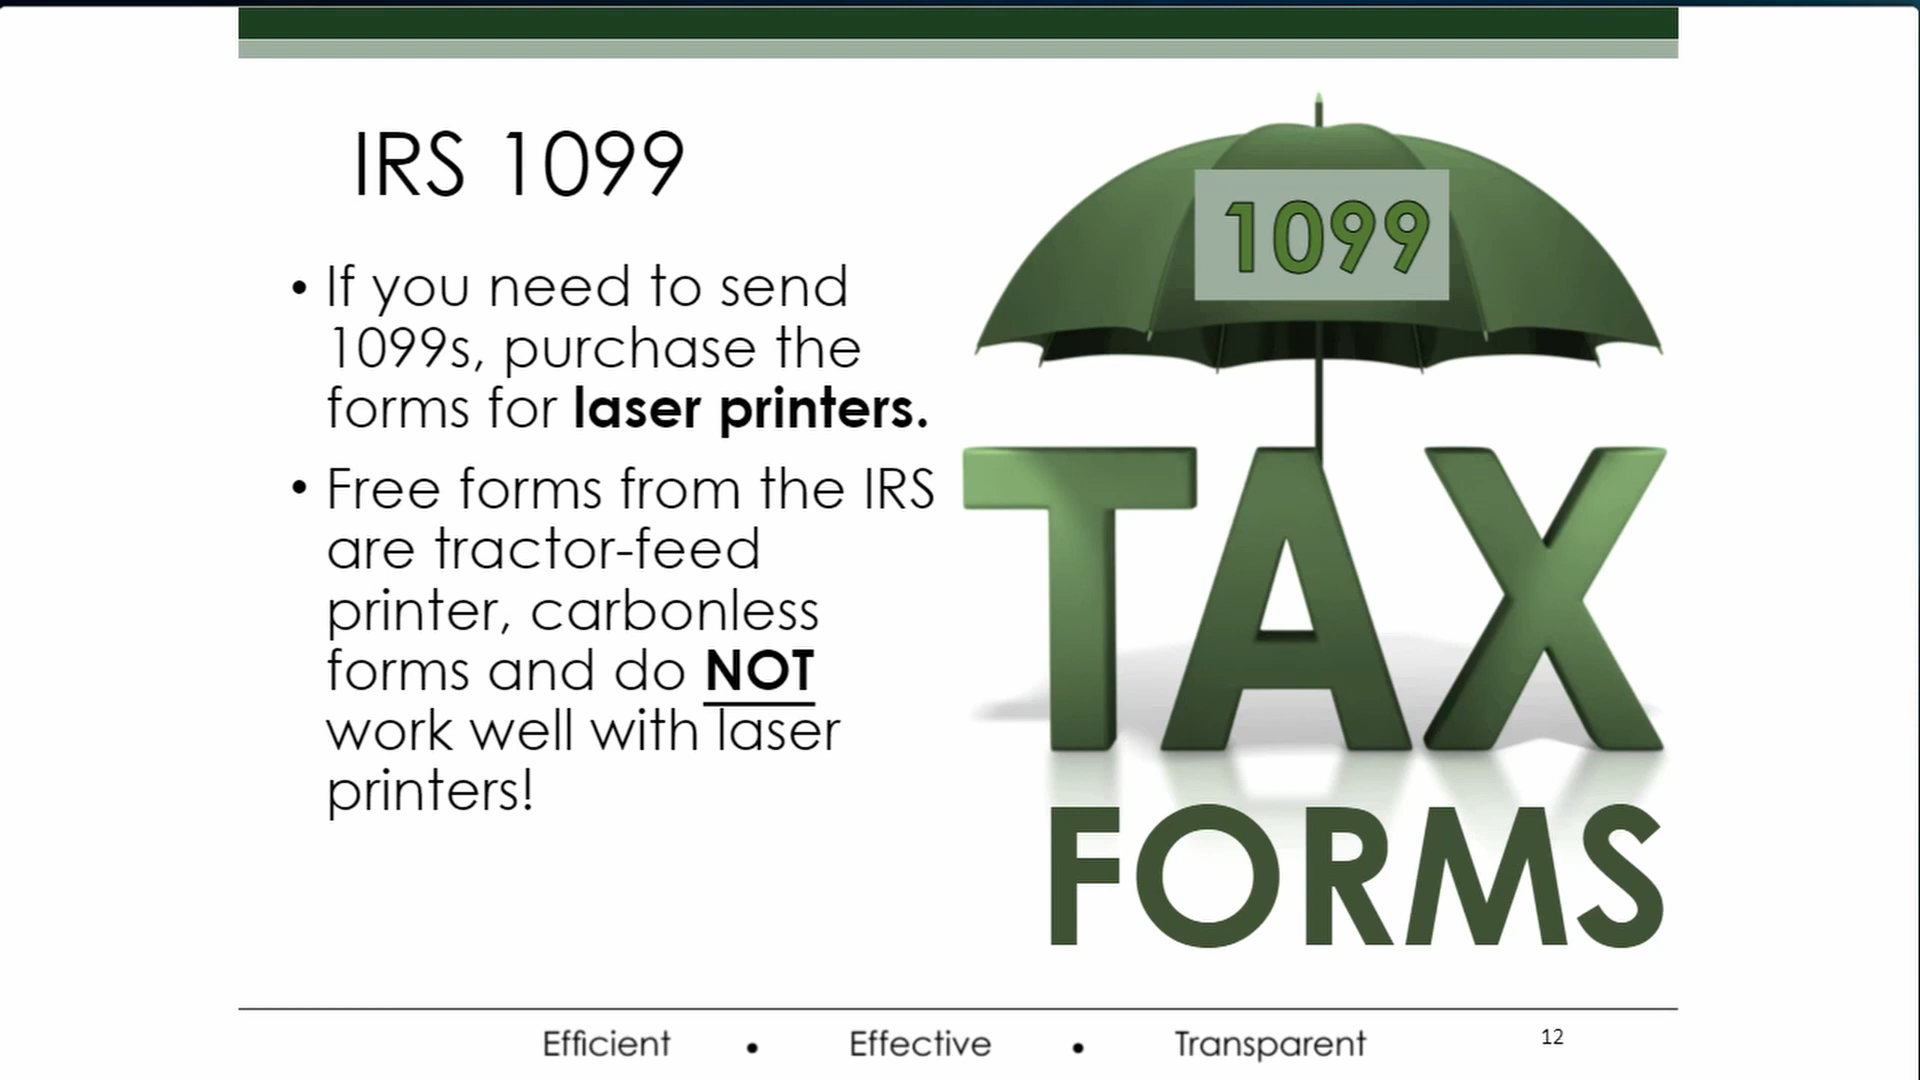 IRS 1099
• If you need to send
1099s, purchase the
forms for laser printers.
• Free forms from the IRS
are tractor-feed
printer, carbonless
forms and do NOT
work well with laser
printers!
1099
TAX
FORMS
Efficient • Effective • Transparent
12